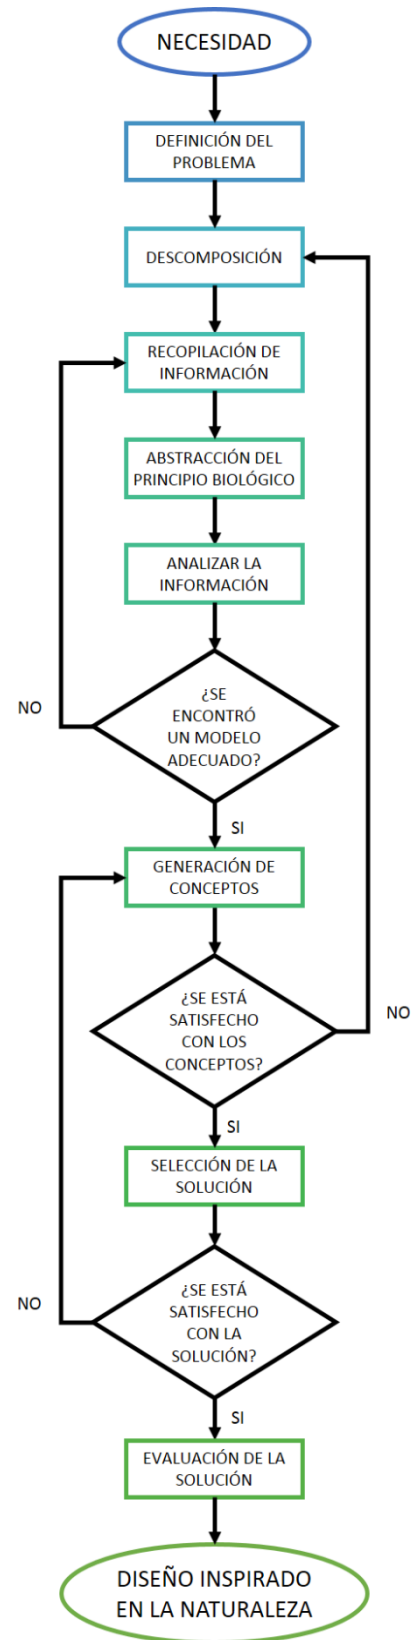 NECESIDAD
DEFINICIÓN DEL
PROBLEMA
DESCOMPOSICIÓN
RECOPILACIÓN DE
INFORMACIÓN
ABSTRACCIÓN DEL
PRINCIPIO BIOLÓGICO
ANALIZAR LA
INFORMACIÓN
¿SE
ENCONTRÓ
UN MODELO
ADECUADO?
NO
SI
GENERACIÓN DE
CONCEPTOS
¿SE ESTÁ
SATISFECHO
CON LOS
CONCEPTOS?
NO
SI
SELECCIÓN DE LA
SOLUCIÓN
¿SE ESTÁ
SATISFECHO
CON LA
SOLUCIÓN?
NO
SI
EVALUACIÓN DE LA
SOLUCIÓN
DISEÑO INSPIRADO
EN LA NATURALEZA